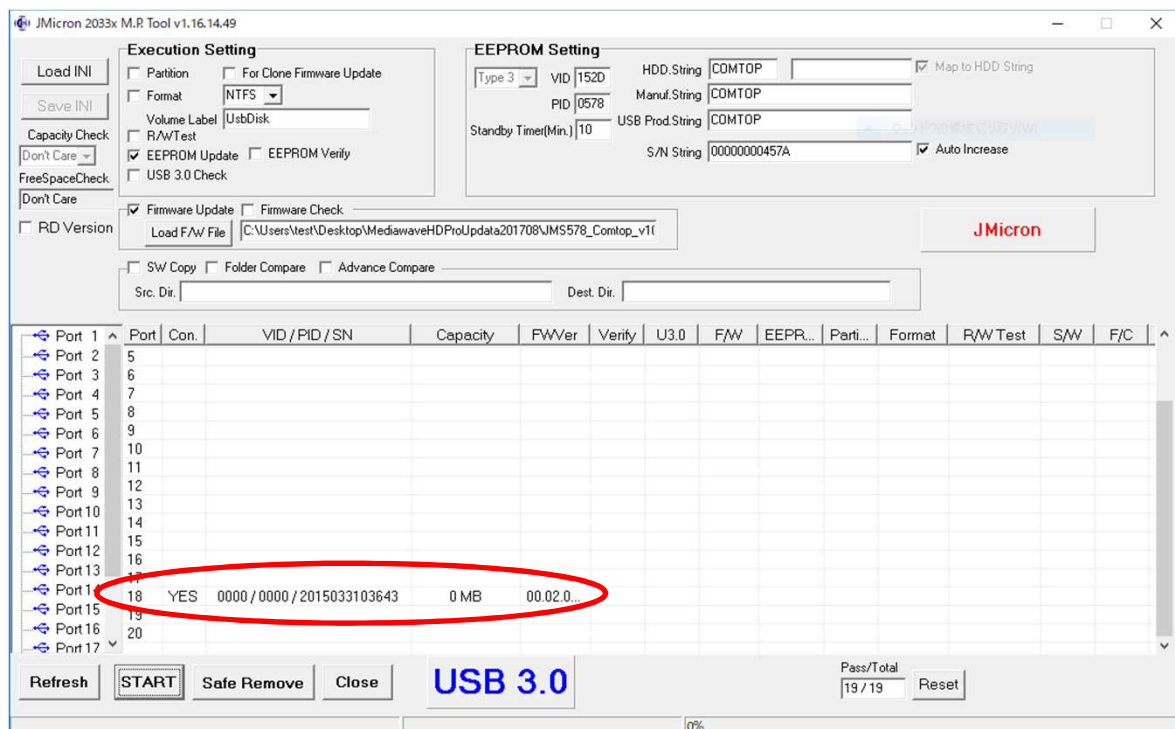 JMicron 2033x M.P. Tool v1.16.14.49
Load INI
Save INI
Capacity Check
Don't Care
FreeSpaceCheck
Don't Care
RD Version
Execution Setting
Partition For Clone Firmware Update
Format NTFS
Volume Label UsbDisk
R/WTest
EEPROM Update EEPROM Verify
USB 3.0 Check
EEPROM Setting
Type 3 VID 152D
PID 0578
Standby Timer(Min.) 10
HDD.String COMTOP
Map to HDD String
Manuf.String COMTOP
USB Prod.String COMTOP
S/N String 00000000457A
Auto Increase
Firmware Update Firmware Check
Load F/W File C:\Users\test\Desktop\MediawaveHDProUpdata201708\JMS578_Comtop_v1(
JMicron
SW Copy Folder Compare Advance Compare
Src. Dir. Dest. Dir.
Port 1
Port 2
Port 3
Port 4
Port 5
Port 6
Port 7
Port 8
Port 9
Port 10
Port 11
Port 12
Port 13
Port 14
Port 15
Port 16
Port 17
Port Con. VID / PID / SN Capacity FWVer Verify U3.0 F/W EEPR... Parti... Format R/W Test S/W F/C
5
6
7
8
9
10
11
12
13
14
15
16
17
18 YES 0000 / 0000 / 2015033103643 0 MB 00.02.0...
19
20
Refresh START Safe Remove Close USB 3.0
Pass/Total
19 / 19 Reset
0%